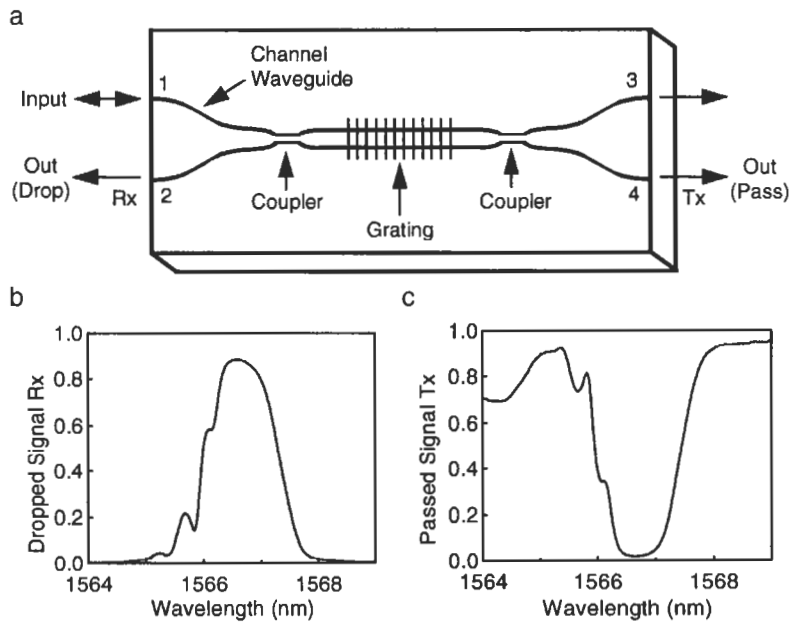 a
Channel
Waveguide
1
3
Input
Out
(Drop)
Rx
2
Coupler
Grating
Coupler
4
Tx
Out
(Pass)
b
1.0
0.8
0.6
0.4
0.2
0.0
Dropped Signal Rx
1564
1566
1568
Wavelength (nm)
c
1.0
0.8
0.6
0.4
0.2
0.0
Passed Signal Tx
1564
1566
1568
Wavelength (nm)